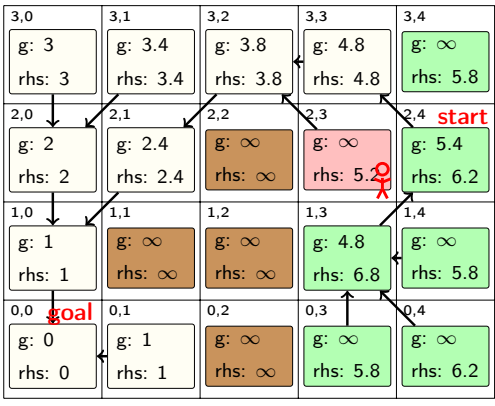 3,0 3,1 3,2 3,3 3,4
g: 3 g: 3.4 g: 3.8 g: 4.8 g: ∞
rhs: 3 rhs: 3.4 rhs: 3.8 rhs: 4.8 rhs: 5.8
2,0 2,1 2,2 2,3 2,4 start
g: 2 g: 2.4 g: ∞ g: ∞ g: 5.4
rhs: 2 rhs: 2.4 rhs: ∞ rhs: 5.2 rhs: 6.2
1,0 1,1 1,2 1,3 1,4
g: 1 g: ∞ g: ∞ g: 4.8 g: ∞
rhs: 1 rhs: ∞ rhs: ∞ rhs: 6.8 rhs: 5.8
0,0 goal 0,1 0,2 0,3 0,4
g: 0 g: 1 g: ∞ g: ∞ g: ∞
rhs: 0 rhs: 1 rhs: ∞ rhs: 5.8 rhs: 6.2